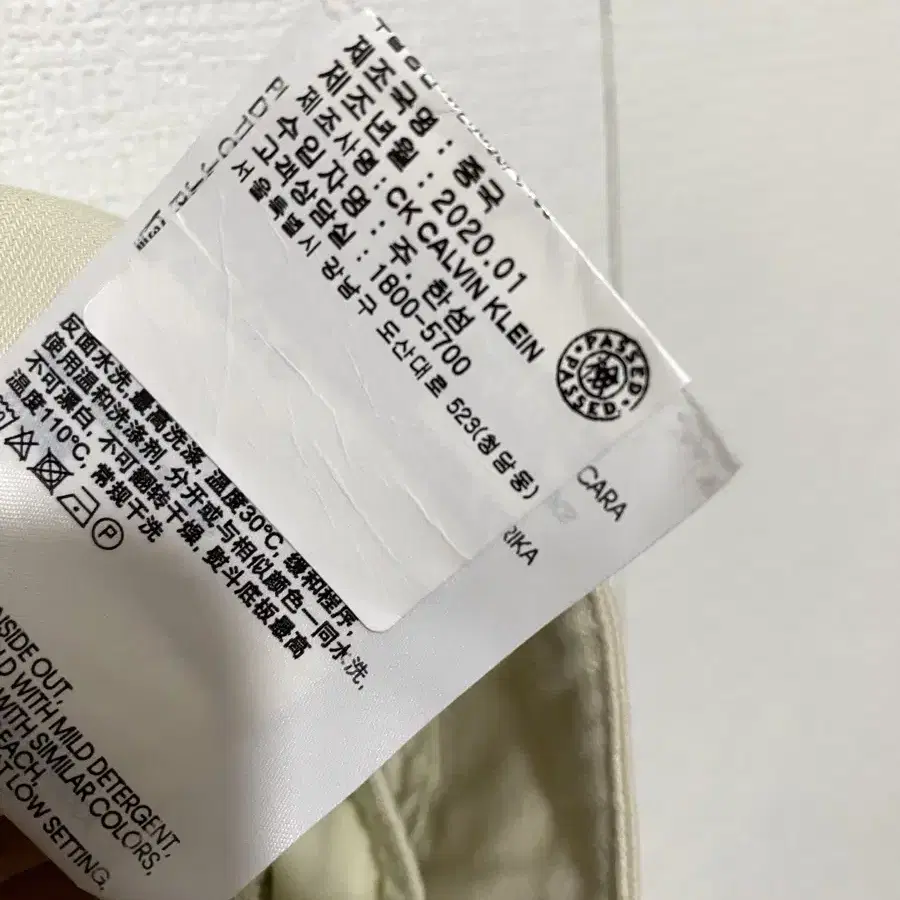 제조국명 : 중국
제조년월 : 2020.01
제조사명 : CK CALVIN KLEIN
수입자명 : 주. 한섬
고객상담실 : 1800-5700
서울특별시 강남구 도산대로 523(청담동)
PASSED
PASSED
CARA
RIKA
反面水洗, 最高洗涤, 温度30°C, 缓和程序,
使用温和洗涤剂, 分开或与相似颜色一同水洗,
不可漂白, 不可翻转干燥, 熨斗底板最高
温度110°C, 常规干洗
P
INSIDE OUT,
WITH MILD DETERGENT,
WITH SIMILAR COLORS,
AT LOW SETTING,